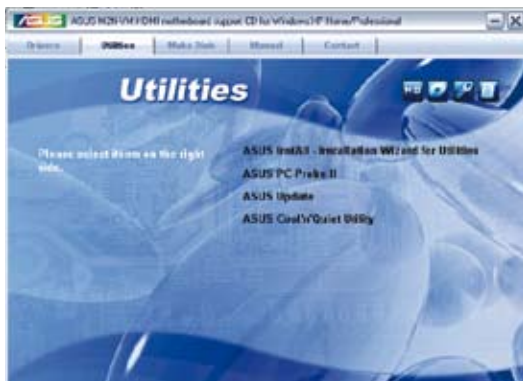 ASUS M2N-VM HDMI motherboard support CD for Windows XP Home/Professional
Drivers Utilities Make Disk Manual Contact
Utilities
Please select items on the right side.
ASUS InstAll - Installation Wizard for Utilities
ASUS PC Probe II
ASUS Update
ASUS Cool'n'Quiet Utility